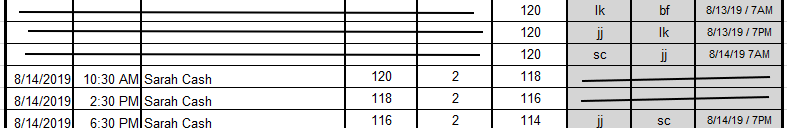 120 lk bf 8/13/19 / 7AM
120 jj lk 8/13/19 / 7PM
120 sc jj 8/14/19 7AM
8/14/2019 10:30 AM Sarah Cash 120 2 118
8/14/2019 2:30 PM Sarah Cash 118 2 116
8/14/2019 6:30 PM Sarah Cash 116 2 114 jj sc 8/14/19 / 7PM